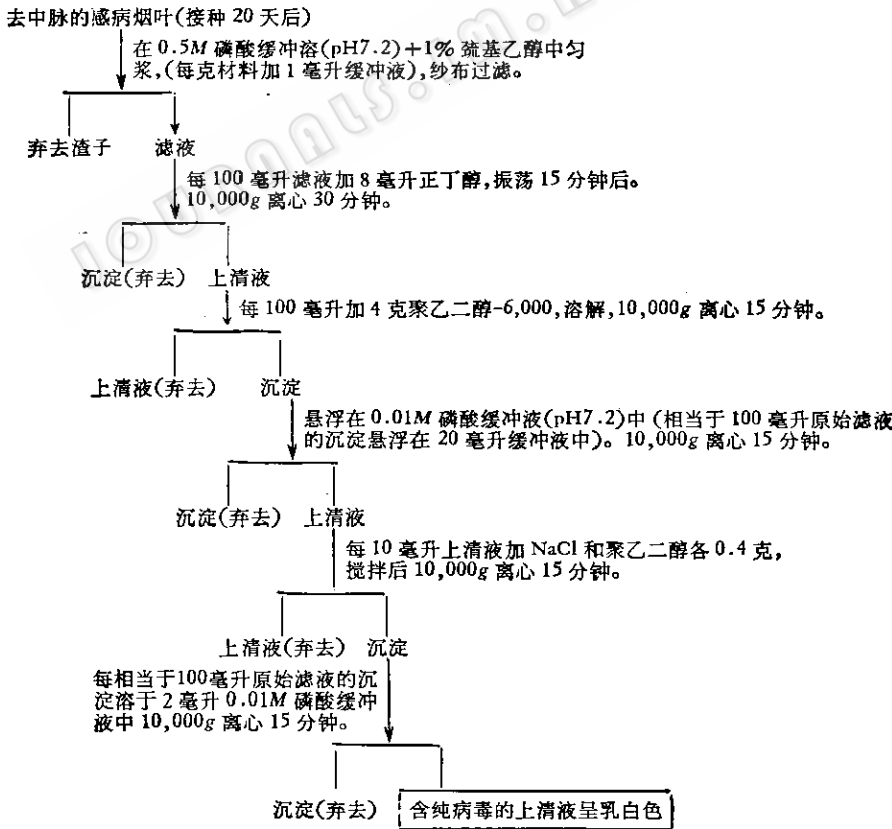 去中脉的感病烟叶(接种 20 天后)
在 0.5M 磷酸缓冲溶(pH7.2)+1% 巯基乙醇中匀
浆,(每克材料加 1 毫升缓冲液),纱布过滤。
弃去渣子 滤液
每 100 毫升滤液加 8 毫升正丁醇,振荡 15 分钟后。
10,000g 离心 30 分钟。
沉淀(弃去) 上清液
每 100 毫升加 4 克聚乙二醇-6,000,溶解,10,000g 离心 15 分钟。
上清液(弃去) 沉淀
悬浮在 0.01M 磷酸缓冲液(pH7.2)中 (相当于 100 毫升原始滤液
的沉淀悬浮在 20 毫升缓冲液中)。10,000g 离心 15 分钟。
沉淀(弃去) 上清液
每 10 毫升上清液加 NaCl 和聚乙二醇各 0.4 克,
搅拌后 10,000g 离心 15 分钟。
上清液(弃去) 沉淀
每相当于100毫升原始滤液的沉
淀溶于 2 毫升 0.01M 磷酸缓冲
液中 10,000g 离心 15 分钟。
沉淀(弃去) 含纯病毒的上清液呈乳白色